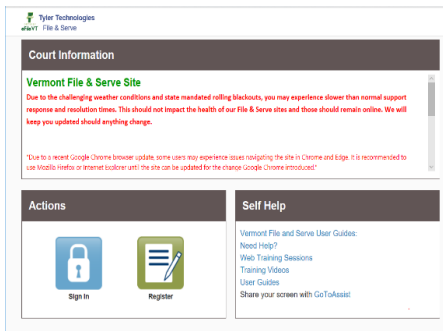 Tyler Technologies
eFileVT File & Serve
Court Information
Vermont File & Serve Site
Due to the challenging weather conditions and state mandated rolling blackouts, you may experience slower than normal support
response and resolution times. This should not impact the health of our File & Serve sites and those should remain online. We will
keep you updated should anything change.
"Due to a recent Google Chrome browser update, some users may experience issues navigating the site in Chrome and Edge. It is recommended to
use Mozilla Firefox or Internet Explorer until the site can be updated for the change Google Chrome introduced."
Actions
Sign In
Register
Self Help
Vermont File and Serve User Guides:
Need Help?
Web Training Sessions
Training Videos
User Guides
Share your screen with GoToAssist